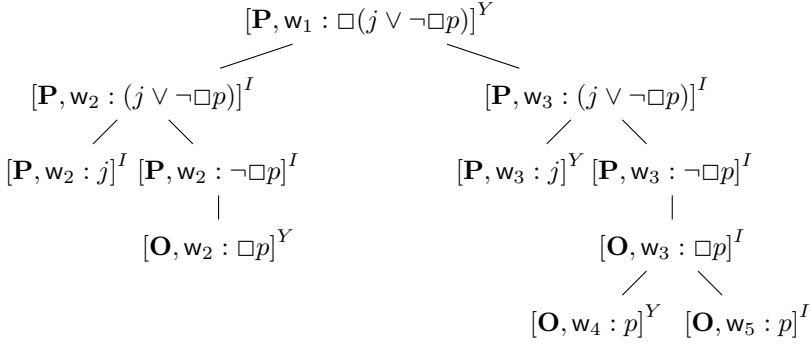 [P, w₁ : □(j ∨ ¬□p)]ʸ
[P, w₂ : (j ∨ ¬□p)]ᴵ [P, w₃ : (j ∨ ¬□p)]ᴵ
[P, w₂ : j]ᴵ [P, w₂ : ¬□p]ᴵ [P, w₃ : j]ʸ [P, w₃ : ¬□p]ᴵ
[O, w₂ : □p]ʸ [O, w₃ : □p]ᴵ
[O, w₄ : p]ʸ [O, w₅ : p]ᴵ